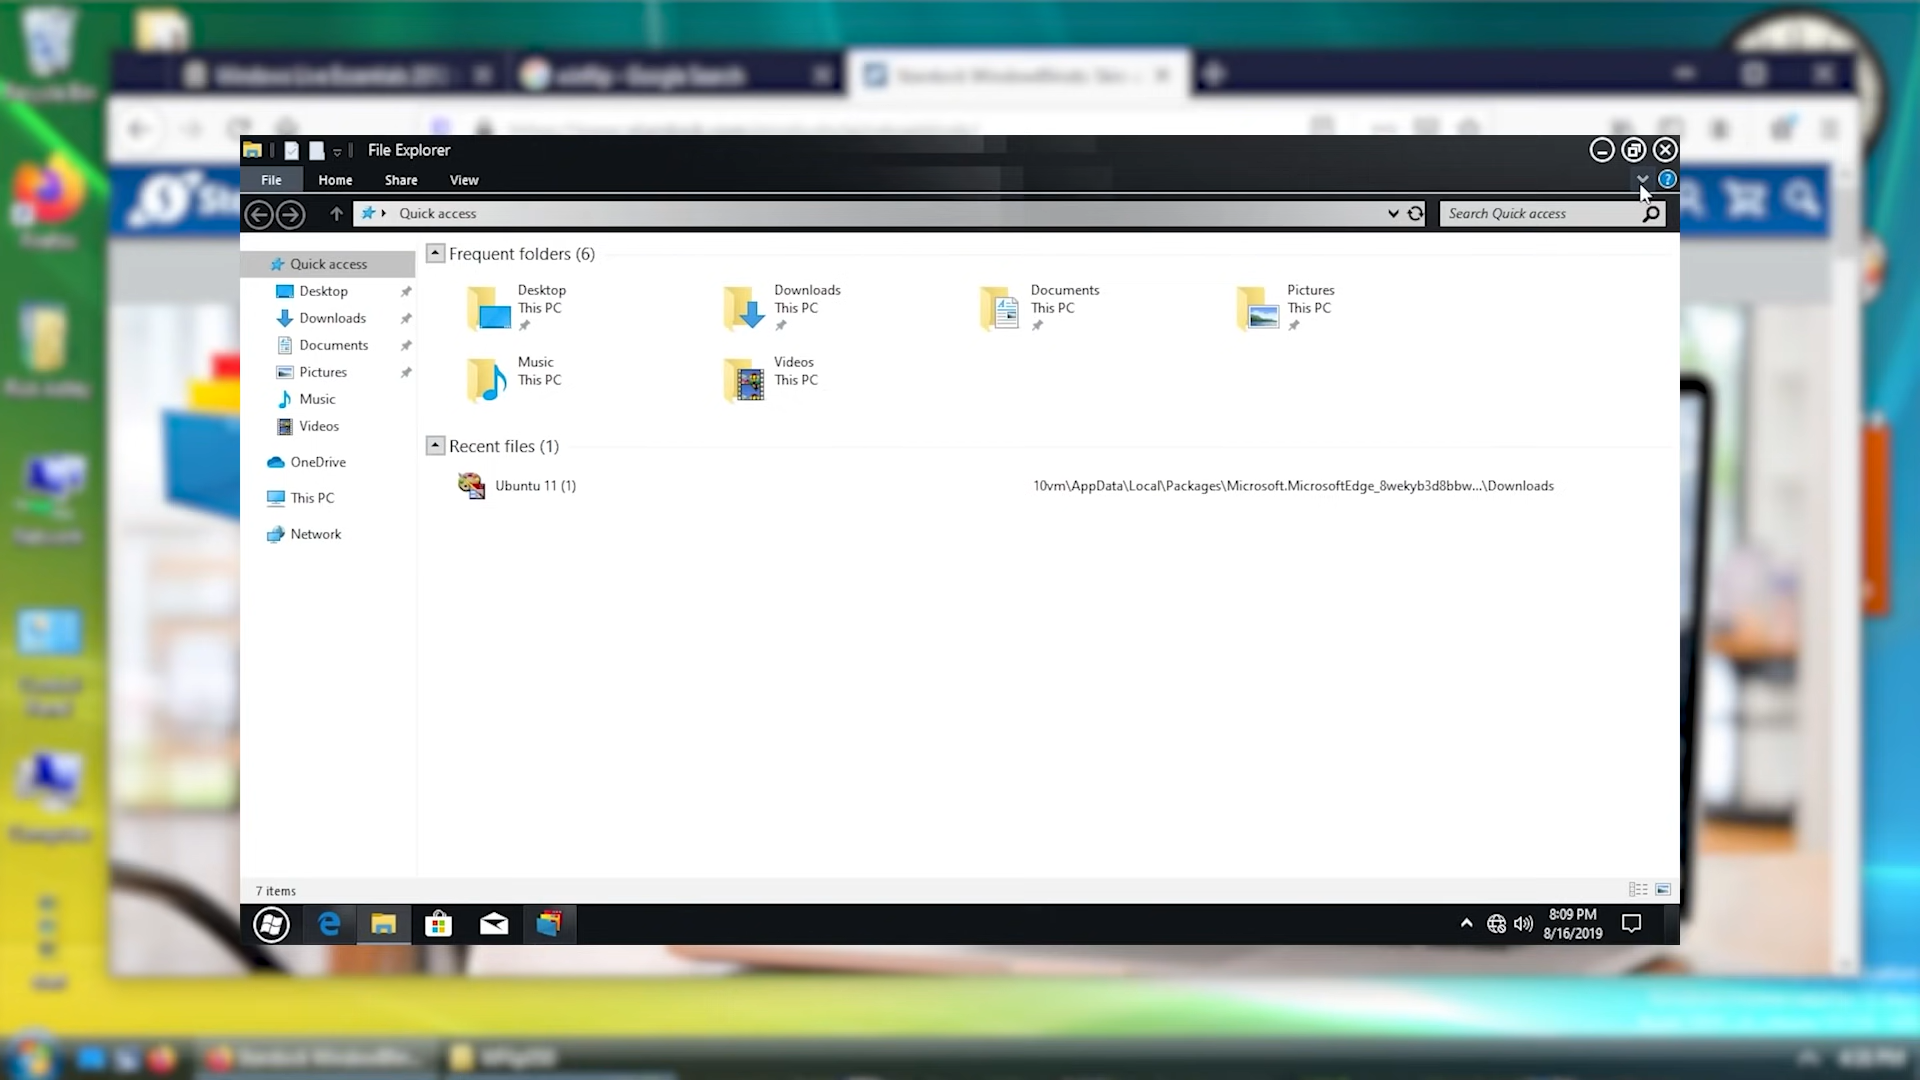 File Explorer
File Home Share View
Quick access
Search Quick access
Quick access
Desktop
Downloads
Documents
Pictures
Music
Videos
OneDrive
This PC
Network
Frequent folders (6)
Desktop
This PC
Downloads
This PC
Documents
This PC
Pictures
This PC
Music
This PC
Videos
This PC
Recent files (1)
Ubuntu 11 (1)
10vm\AppData\Local\Packages\Microsoft.MicrosoftEdge_8wekyb3d8bbw...\Downloads
7 items
8:09 PM
8/16/2019
Google Search
Firefox